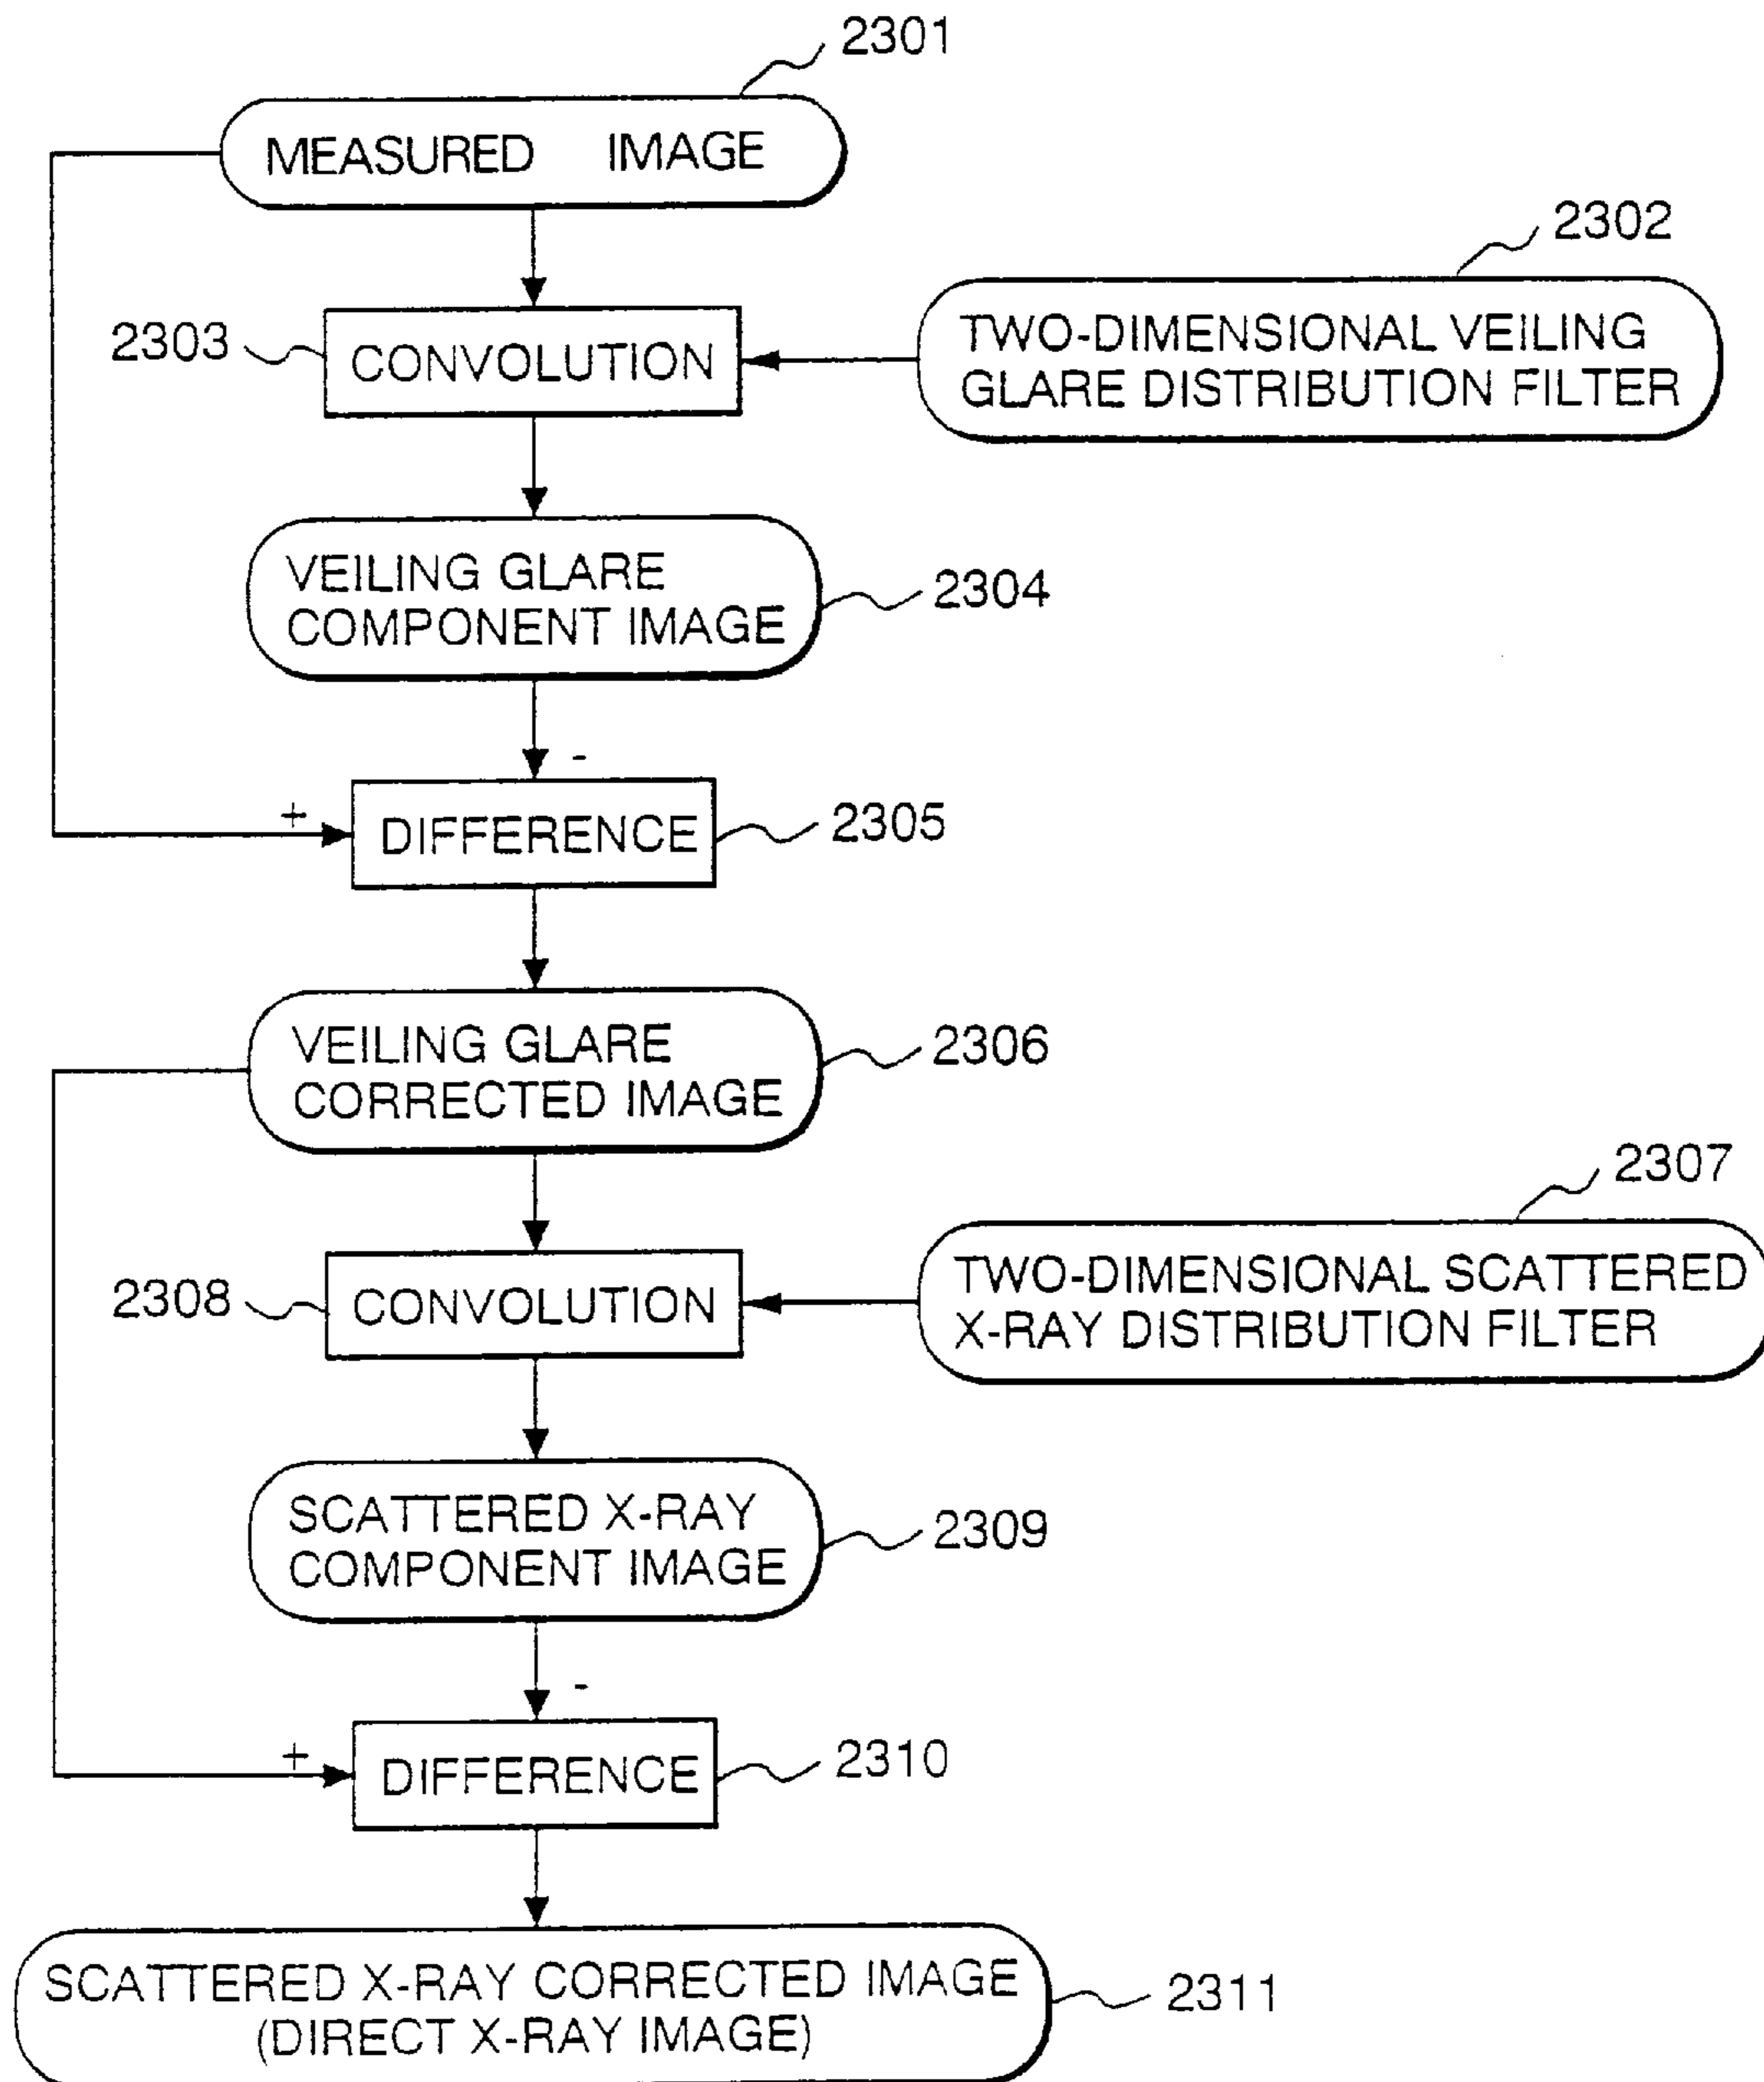 2301
MEASURED IMAGE
2302
2303
CONVOLUTION
TWO-DIMENSIONAL VEILING
GLARE DISTRIBUTION FILTER
VEILING GLARE
COMPONENT IMAGE
2304
-
+
DIFFERENCE
2305
VEILING GLARE
CORRECTED IMAGE
2306
2307
2308
CONVOLUTION
TWO-DIMENSIONAL SCATTERED
X-RAY DISTRIBUTION FILTER
SCATTERED X-RAY
COMPONENT IMAGE
2309
-
+
DIFFERENCE
2310
SCATTERED X-RAY CORRECTED IMAGE
(DIRECT X-RAY IMAGE)
2311